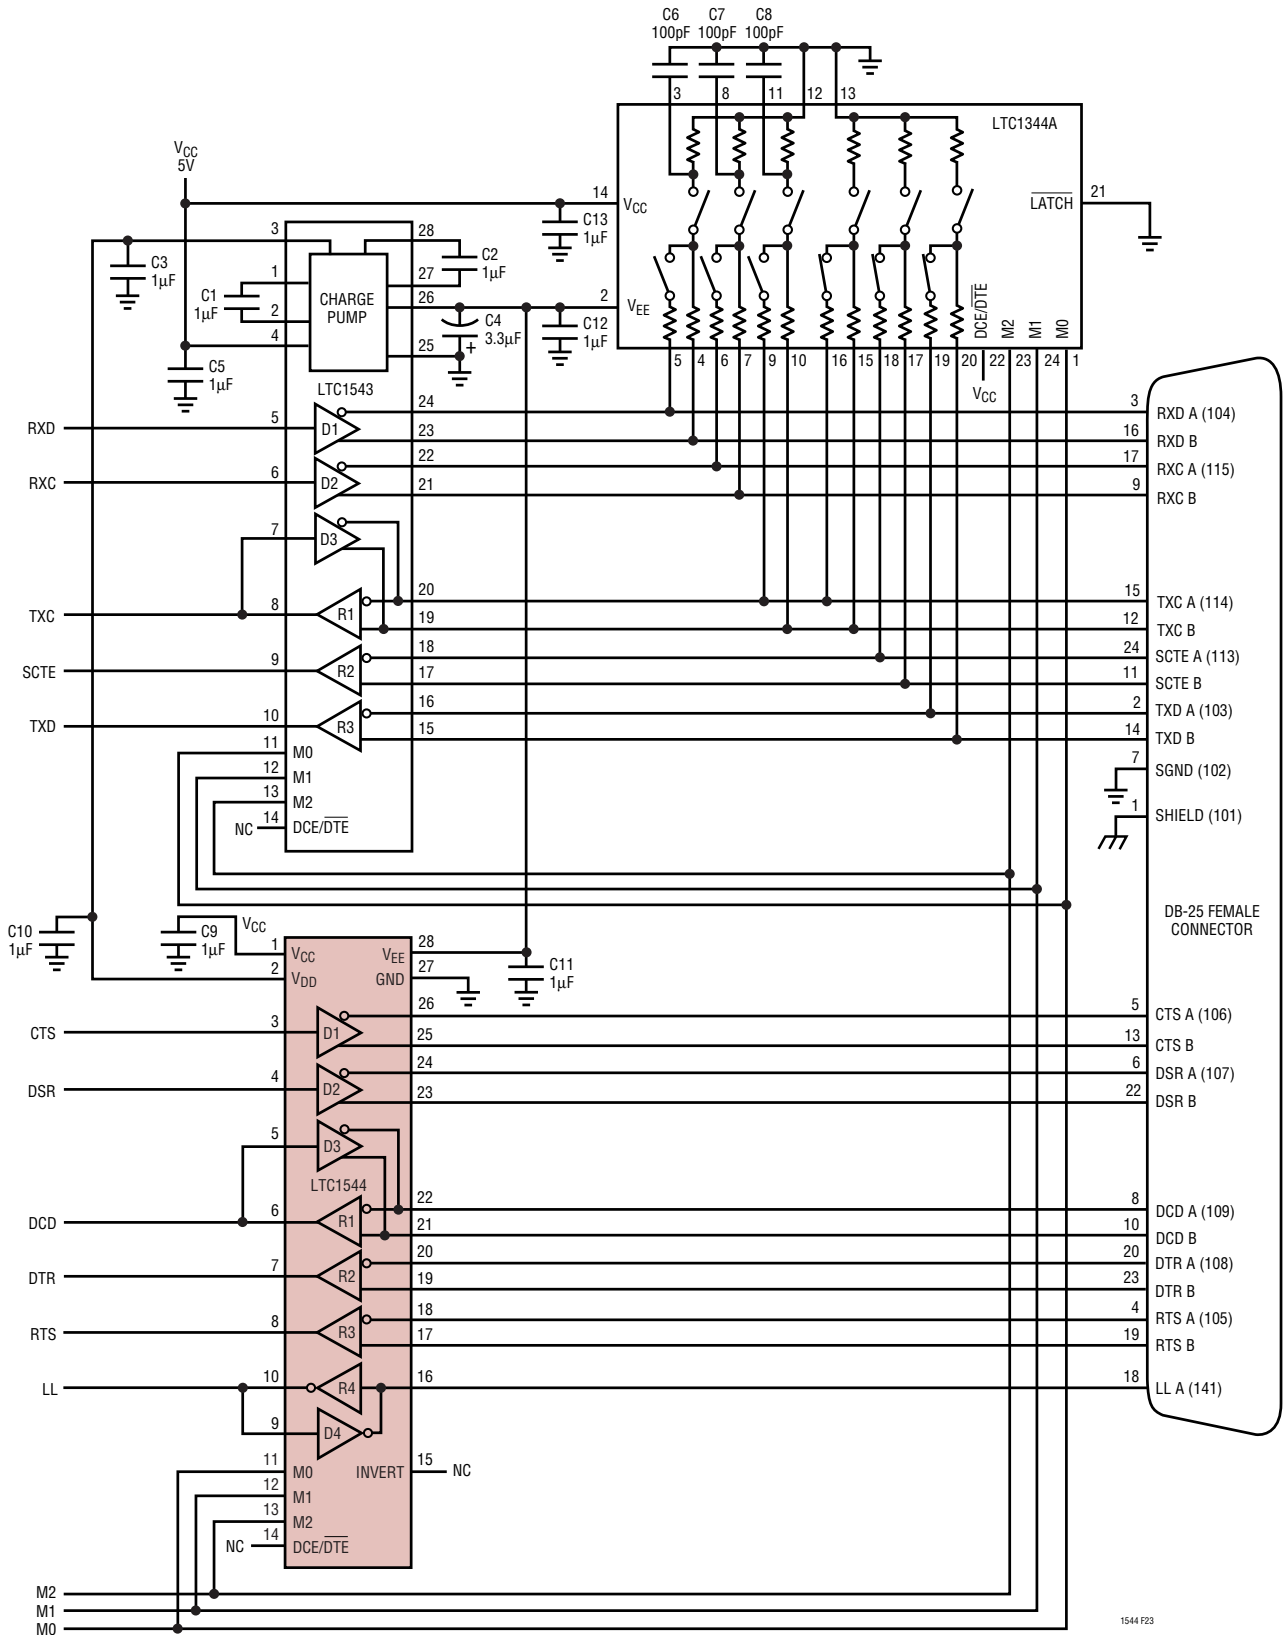 C6 C7 C8
100pF 100pF 100pF
3 8 11 12 13
LTC1344A
VCC
5V
14 VCC
LATCH 21
C13
1µF
3 28
C3
1µF
C2
1µF
1 27
C1
1µF
CHARGE
PUMP
26
2 VEE
2
4
C4
3.3µF
+
C12
1µF
25
DCE/DTE M2 M1 M0
C5
1µF
LTC1543
5 4 6 7 9 10 16 15 18 17 19 20 22 23 24 1
VCC
RXD 5 D1 24 3 RXD A (104)
23 16 RXD B
RXC 6 D2 22 17 RXC A (115)
21 9 RXC B
7 D3
TXC 8 R1 20 15 TXC A (114)
19 12 TXC B
SCTE 9 R2 18 24 SCTE A (113)
17 11 SCTE B
TXD 10 R3 16 2 TXD A (103)
15 14 TXD B
11 M0 7 SGND (102)
12 M1
13 M2 1 SHIELD (101)
NC 14 DCE/DTE
DB-25 FEMALE
CONNECTOR
C10
1µF
C9
1µF
VCC
1 VCC VEE 28
2 VDD GND 27
C11
1µF
CTS 3 D1 26 5 CTS A (106)
25 13 CTS B
DSR 4 D2 24 6 DSR A (107)
23 22 DSR B
5 D3
LTC1544
DCD 6 R1 22 8 DCD A (109)
21 10 DCD B
DTR 7 R2 20 20 DTR A (108)
19 23 DTR B
RTS 8 R3 18 4 RTS A (105)
17 19 RTS B
LL 10 R4 16 18 LL A (141)
9 D4
11 M0 INVERT 15 NC
12 M1
13 M2
NC 14 DCE/DTE
M2
M1
M0
1544 F23